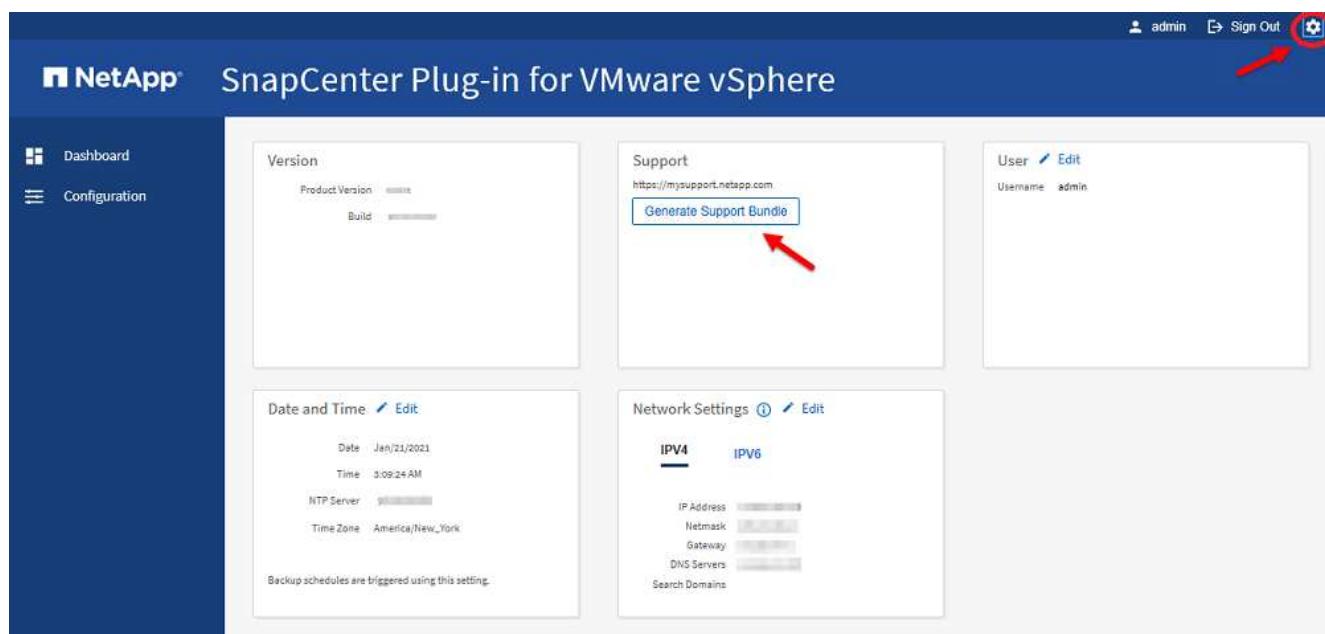 admin Sign Out
NetApp SnapCenter Plug-in for VMware vSphere
Dashboard
Configuration
Version
Product Version
Build
Support
https://mysupport.netapp.com
Generate Support Bundle
User Edit
Username admin
Date and Time Edit
Date Jan/21/2021
Time 3:09:24 AM
NTP Server
Time Zone America/New_York
Backup schedules are triggered using this setting.
Network Settings Edit
IPV4 IPV6
IP Address
Netmask
Gateway
DNS Servers
Search Domains